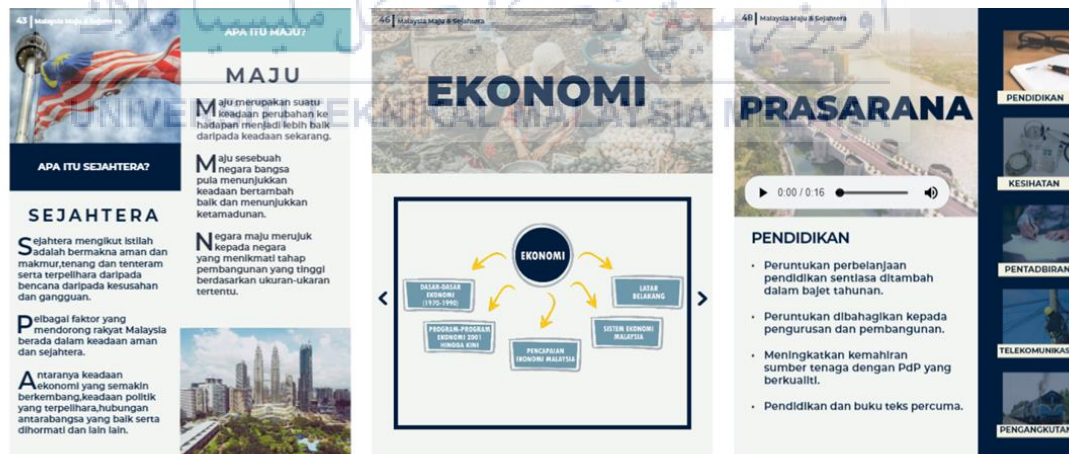 43 | Malaysia Maju & Sejahtera
APA ITU SEJAHTERA?
SEJAHTERA
Sejahtera mengikut istilah
adalah bermakna aman dan
makmur,tenang dan tenteram
serta terpelihara daripada
bencana daripada kesusahan
dan gangguan.
Pelbagai faktor yang
mendorong rakyat Malaysia
berada dalam keadaan aman
dan sejahtera.
Antaranya keadaan
ekonomi yang semakin
berkembang,keadaan politik
yang terpelihara,hubungan
antarabangsa yang baik serta
dihormati dan lain lain.
APA ITU MAJU?
MAJU
Maju merupakan suatu
keadaan perubahan ke
hadapan menjadi lebih baik
daripada keadaan sekarang.
Maju sesebuah
negara bangsa
pula menunjukkan
keadaan bertambah
baik dan menunjukkan
ketamadunan.
Negara maju merujuk
kepada negara
yang menikmati tahap
pembangunan yang tinggi
berdasarkan ukuran-ukaran
tertentu.
46 | Malaysia Maju & Sejahtera
EKONOMI
EKONOMI
DASAR-DASAR
EKONOMI
(1970-1990)
PROGRAM-PROGRAM
EKONOMI 2001
HINGGA KINI
PENCAPAIAN
EKONOMI MALAYSIA
SISTEM EKONOMI
MALAYSIA
LATAR
BELAKANG
48 | Malaysia Maju & Sejahtera
PRASARANA
0:00 / 0:16
PENDIDIKAN
• Peruntukan perbelanjaan
pendidikan sentiasa ditambah
dalam bajet tahunan.
• Peruntukan dibahagikan kepada
pengurusan dan pembangunan.
• Meningkatkan kemahiran
sumber tenaga dengan PdP yang
berkualiti.
• Pendidikan dan buku teks percuma.
PENDIDIKAN
KESIHATAN
PENTADBIRAN
TELEKOMUNIKAS
PENGANGKUTAN
UNIVERSITI TEKNIKAL MALAYSIA